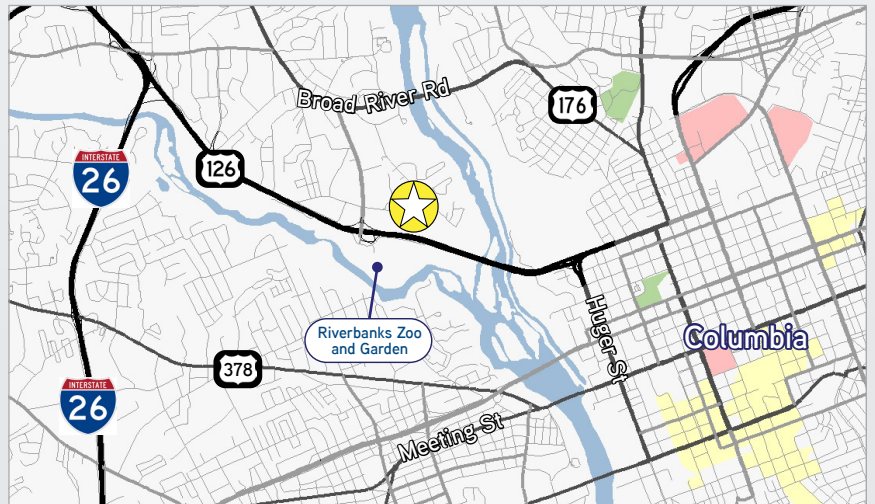 Broad River Rd
176
INTERSTATE
26
126
Riverbanks Zoo
and Garden
Huger St
Columbia
378
INTERSTATE
26
Meeting St